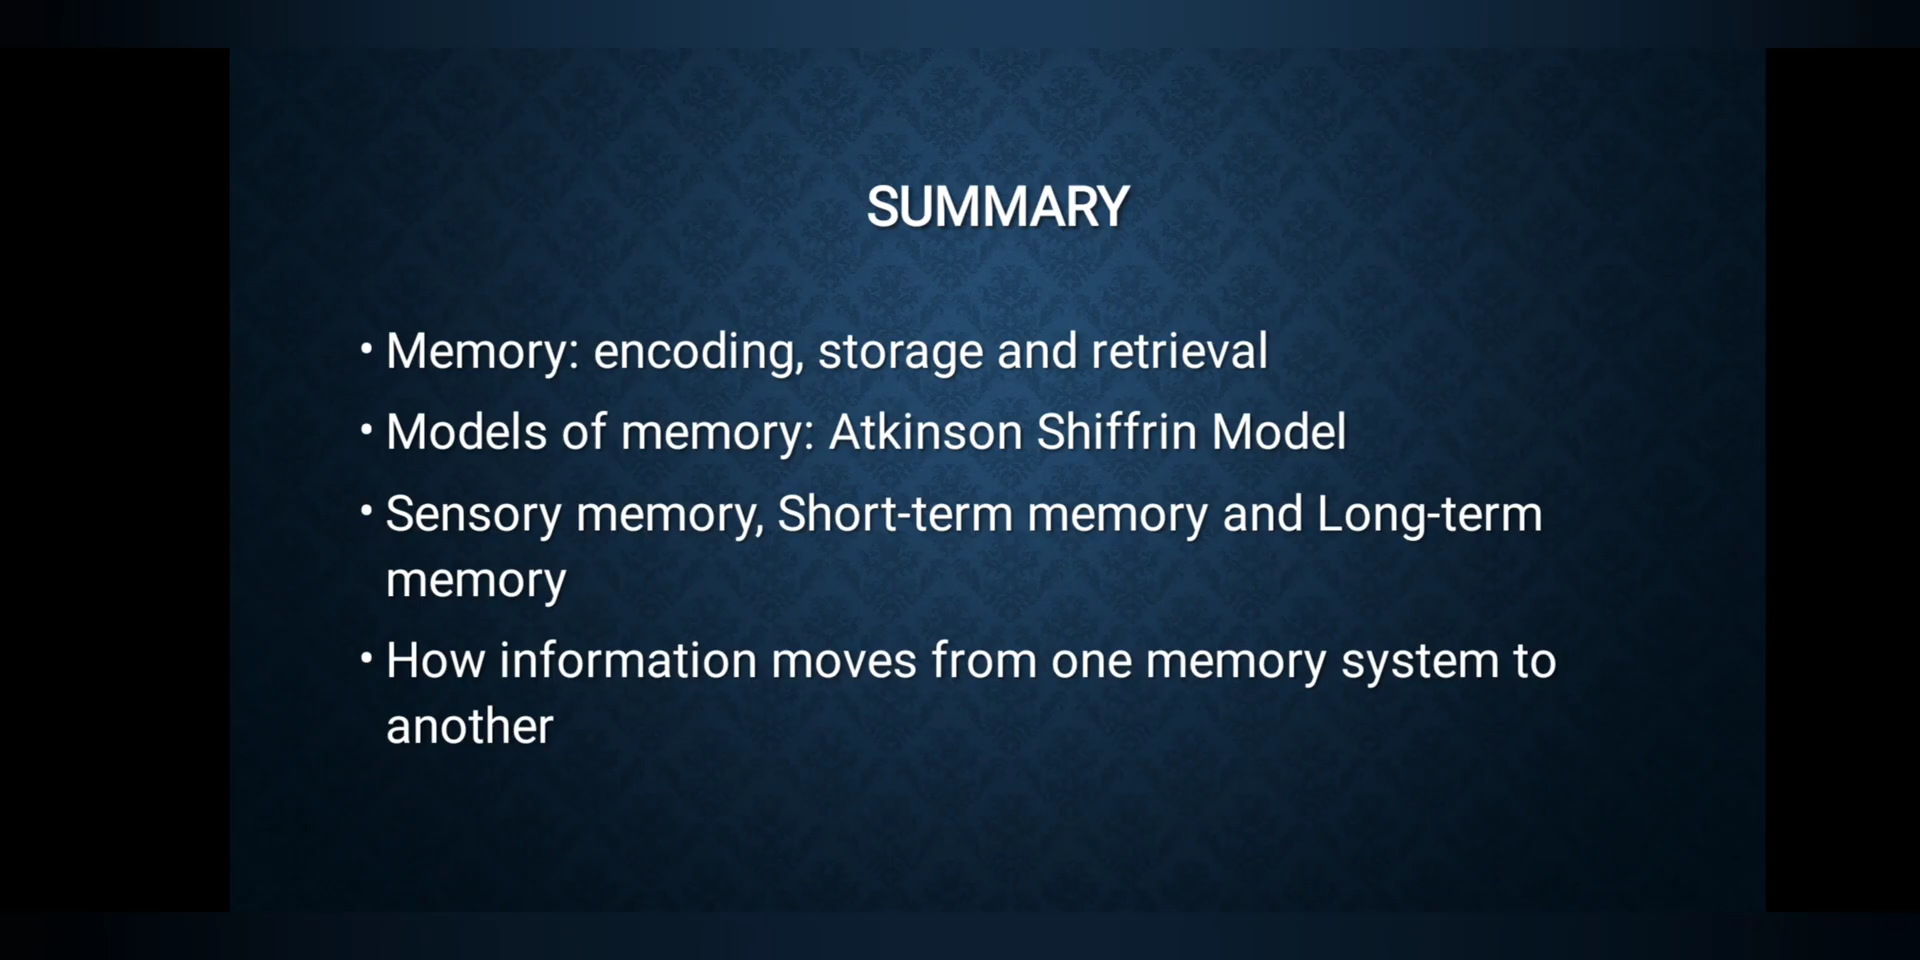 SUMMARY
• Memory: encoding, storage and retrieval
• Models of memory: Atkinson Shiffrin Model
• Sensory memory, Short-term memory and Long-term
memory
• How information moves from one memory system to
another